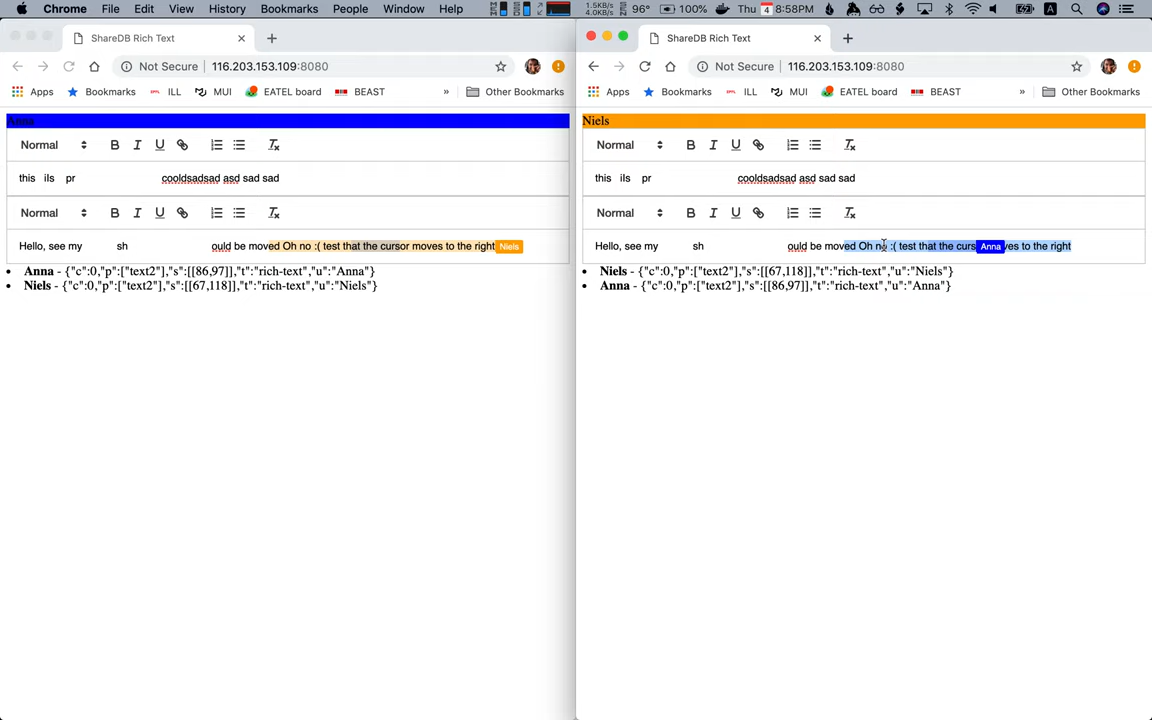 Chrome File Edit View History Bookmarks People Window Help 1.5KB/s 4.0KB/s 96° 100% Thu 4 8:58PM A
ShareDB Rich Text
Not Secure 116.203.153.109:8080
Apps Bookmarks ILL MUI EATEL board BEAST » Other Bookmarks
Anna
Normal B I U
this ils pr cooldsadsad asd sad sad
Normal B I U
Hello, see my sh ould be moved Oh no :( test that the cursor moves to the right Niels
• Anna - {"c":0,"p":["text2"],"s":[[86,97]],"t":"rich-text","u":"Anna"}
• Niels - {"c":0,"p":["text2"],"s":[[67,118]],"t":"rich-text","u":"Niels"}
ShareDB Rich Text
Not Secure 116.203.153.109:8080
Apps Bookmarks ILL MUI EATEL board BEAST » Other Bookmarks
Niels
Normal B I U
this ils pr cooldsadsad asd sad sad
Normal B I U
Hello, see my sh ould be moved Oh no :( test that the curs Anna ves to the right
• Niels - {"c":0,"p":["text2"],"s":[[67,118]],"t":"rich-text","u":"Niels"}
• Anna - {"c":0,"p":["text2"],"s":[[86,97]],"t":"rich-text","u":"Anna"}